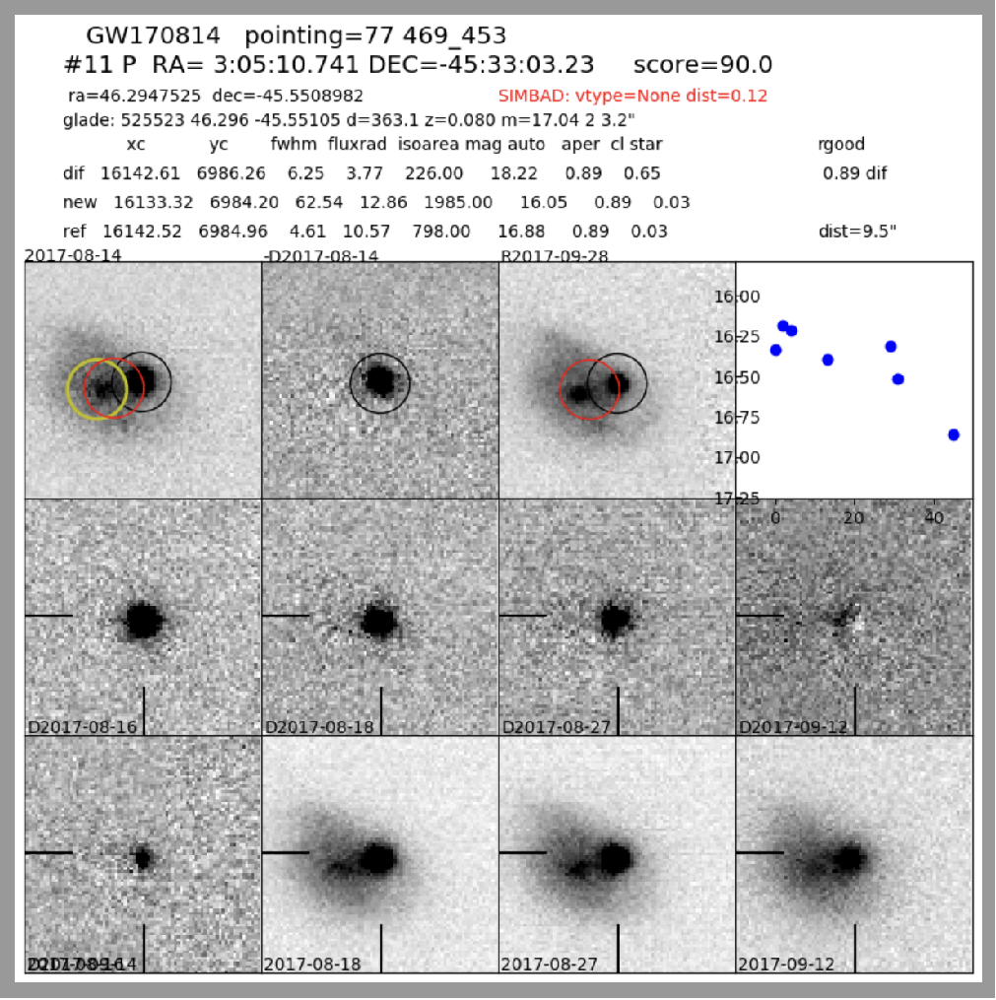 GW170814 pointing=77 469_453
#11 P RA= 3:05:10.741 DEC=-45:33:03.23 score=90.0
ra=46.2947525 dec=-45.5508982 SIMBAD: vtype=None dist=0.12
glade: 525523 46.296 -45.55105 d=363.1 z=0.080 m=17.04 2 3.2"
xc yc fwhm fluxrad isoarea mag auto aper cl star rgood
dif 16142.61 6986.26 6.25 3.77 226.00 18.22 0.89 0.65 0.89 dif
new 16133.32 6984.20 62.54 12.86 1985.00 16.05 0.89 0.03
ref 16142.52 6984.96 4.61 10.57 798.00 16.88 0.89 0.03 dist=9.5"
2017-08-14 -D2017-08-14 R2017-09-28
16:00
16:25
16:50
16:75
17:00
17:25
0 20 40
D2017-08-16 D2017-08-18 D2017-08-27 D2017-09-12
2017-08-18 2017-08-27 2017-09-12